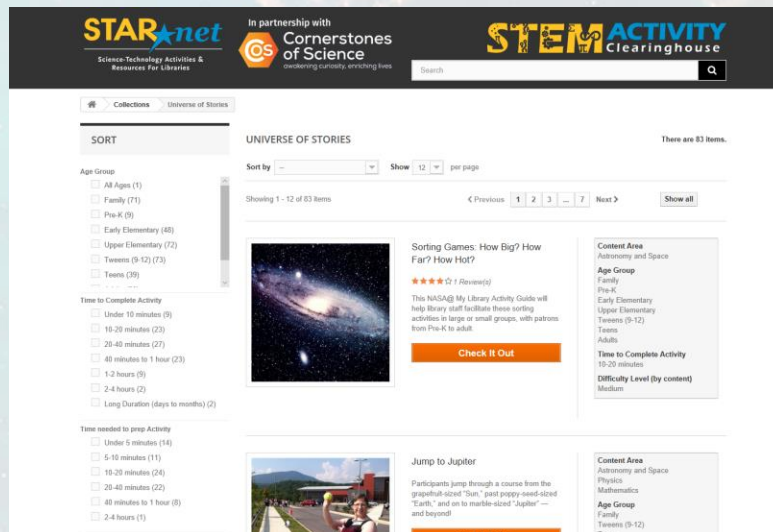 STAR net
Science-Technology Activities &
Resources For Libraries
In partnership with
COS
Cornerstones
of Science
awakening curiosity, enriching lives
STEM ACTIVITY
Clearinghouse
Search
Collections
Universe of Stories
SORT
Age Group
All Ages (1)
Family (71)
Pre-K (9)
Early Elementary (48)
Upper Elementary (72)
Tweens (9-12) (73)
Teens (39)
Time to Complete Activity
Under 10 minutes (9)
10-20 minutes (23)
20-40 minutes (27)
40 minutes to 1 hour (23)
1-2 hours (9)
2-4 hours (2)
Long Duration (days to months) (2)
Time needed to prep Activity
Under 5 minutes (14)
5-10 minutes (11)
10-20 minutes (24)
20-40 minutes (22)
40 minutes to 1 hour (8)
2-4 hours (1)
UNIVERSE OF STORIES
There are 83 items.
Sort by -- Show 12 per page
Showing 1 - 12 of 83 items
Previous 1 2 3 ... 7 Next
Show all
Sorting Games: How Big? How
Far? How Hot?
1 Review(s)
This NASA@ My Library Activity Guide will
help library staff facilitate these sorting
activities in large or small groups, with patrons
from Pre-K to adult.
Check It Out
Content Area
Astronomy and Space
Age Group
Family
Pre-K
Early Elementary
Upper Elementary
Tweens (9-12)
Teens
Adults
Time to Complete Activity
10-20 minutes
Difficulty Level (by content)
Medium
Jump to Jupiter
Participants jump through a course from the
grapefruit-sized "Sun," past poppy-seed-sized
"Earth," and on to marble-sized "Jupiter" —
and beyond!
Content Area
Astronomy and Space
Physics
Mathematics
Age Group
Family
Tweens (9-12)